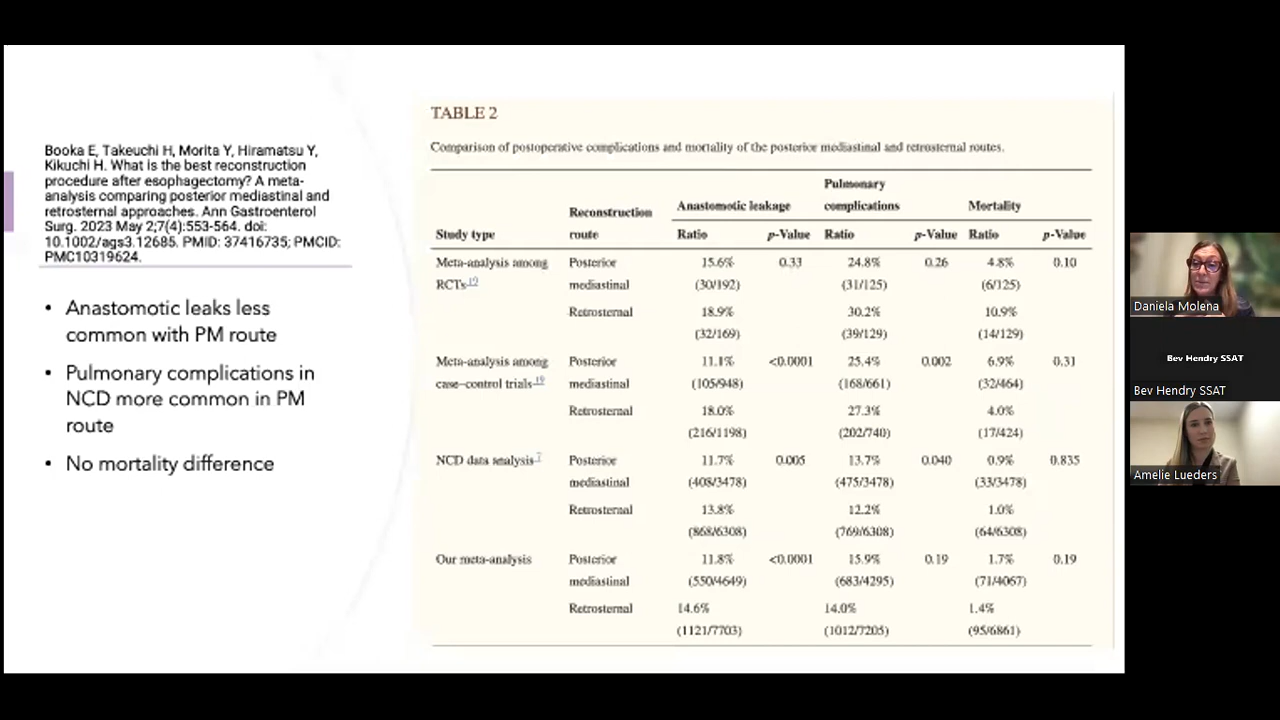 Booka E, Takeuchi H, Morita Y, Hiramatsu Y,
Kikuchi H. What is the best reconstruction
procedure after esophagectomy? A meta-
analysis comparing posterior mediastinal and
retrosternal approaches. Ann Gastroenterol
Surg. 2023 May 2;7(4):553-564. doi:
10.1002/ags3.12685. PMID: 37416735; PMCID:
PMC10319624.
• Anastomotic leaks less
common with PM route
• Pulmonary complications in
NCD more common in PM
route
• No mortality difference
TABLE 2
Comparison of postoperative complications and mortality of the posterior mediastinal and retrosternal routes.
Pulmonary
Reconstruction Anastomotic leakage complications Mortality
Study type route Ratio p-Value Ratio p-Value Ratio p-Value
Meta-analysis among Posterior 15.6% 0.33 24.8% 0.26 4.8% 0.10
RCTs mediastinal (30/192) (31/125) (6/125)
Retrosternal 18.9% 30.2% 10.9%
(32/169) (39/129) (14/129)
Meta-analysis among Posterior 11.1% <0.0001 25.4% 0.002 6.9% 0.31
case–control trials mediastinal (105/948) (168/661) (32/464)
Retrosternal 18.0% 27.3% 4.0%
(216/1198) (202/740) (17/424)
NCD data analysis Posterior 11.7% 0.005 13.7% 0.040 0.9% 0.835
mediastinal (408/3478) (475/3478) (33/3478)
Retrosternal 13.8% 12.2% 1.0%
(868/6308) (769/6308) (64/6308)
Our meta-analysis Posterior 11.8% <0.0001 15.9% 0.19 1.7% 0.19
mediastinal (550/4649) (683/4295) (71/4067)
Retrosternal 14.6% 14.0% 1.4%
(1121/7703) (1012/7205) (95/6861)
Daniela Molena
Bev Hendry SSAT
Bev Hendry SSAT
Amelie Lueders